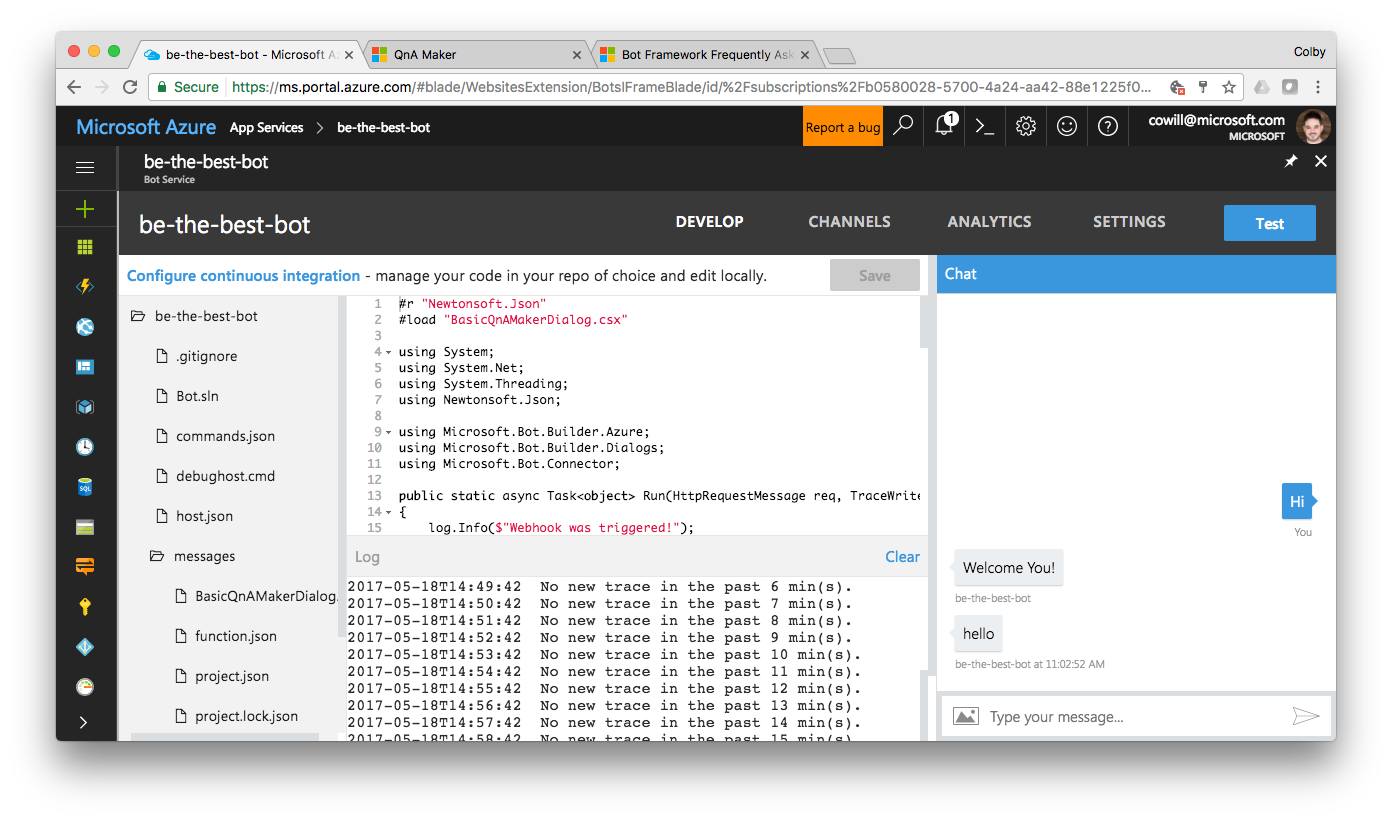 be-the-best-bot - Microsoft Az
QnA Maker
Bot Framework Frequently Ask
Colby
Secure
https://ms.portal.azure.com/#blade/WebsitesExtension/BotsIFrameBlade/id/%2Fsubscriptions%2Fb0580028-5700-4a24-aa42-88e1225f0...
Microsoft Azure App Services > be-the-best-bot
Report a bug
1
cowill@microsoft.com
MICROSOFT
be-the-best-bot
Bot Service
be-the-best-bot
DEVELOP
CHANNELS
ANALYTICS
SETTINGS
Test
Configure continuous integration - manage your code in your repo of choice and edit locally.
Save
be-the-best-bot
.gitignore
Bot.sln
commands.json
debughost.cmd
host.json
messages
BasicQnAMakerDialog.
function.json
project.json
project.lock.json
SQL
1 #r "Newtonsoft.Json"
2 #load "BasicQnAMakerDialog.csx"
3
4 using System;
5 using System.Net;
6 using System.Threading;
7 using Newtonsoft.Json;
8
9 using Microsoft.Bot.Builder.Azure;
10 using Microsoft.Bot.Builder.Dialogs;
11 using Microsoft.Bot.Connector;
12
13 public static async Task<object> Run(HttpRequestMessage req, TraceWrite
14 {
15 log.Info($"Webhook was triggered!");
Log
Clear
2017-05-18T14:49:42 No new trace in the past 6 min(s).
2017-05-18T14:50:42 No new trace in the past 7 min(s).
2017-05-18T14:51:42 No new trace in the past 8 min(s).
2017-05-18T14:52:42 No new trace in the past 9 min(s).
2017-05-18T14:53:42 No new trace in the past 10 min(s).
2017-05-18T14:54:42 No new trace in the past 11 min(s).
2017-05-18T14:55:42 No new trace in the past 12 min(s).
2017-05-18T14:56:42 No new trace in the past 13 min(s).
2017-05-18T14:57:42 No new trace in the past 14 min(s).
2017-05-18T14:58:42 No new trace in the past 15 min(s).
Chat
Hi
You
Welcome You!
be-the-best-bot
hello
be-the-best-bot at 11:02:52 AM
Type your message...